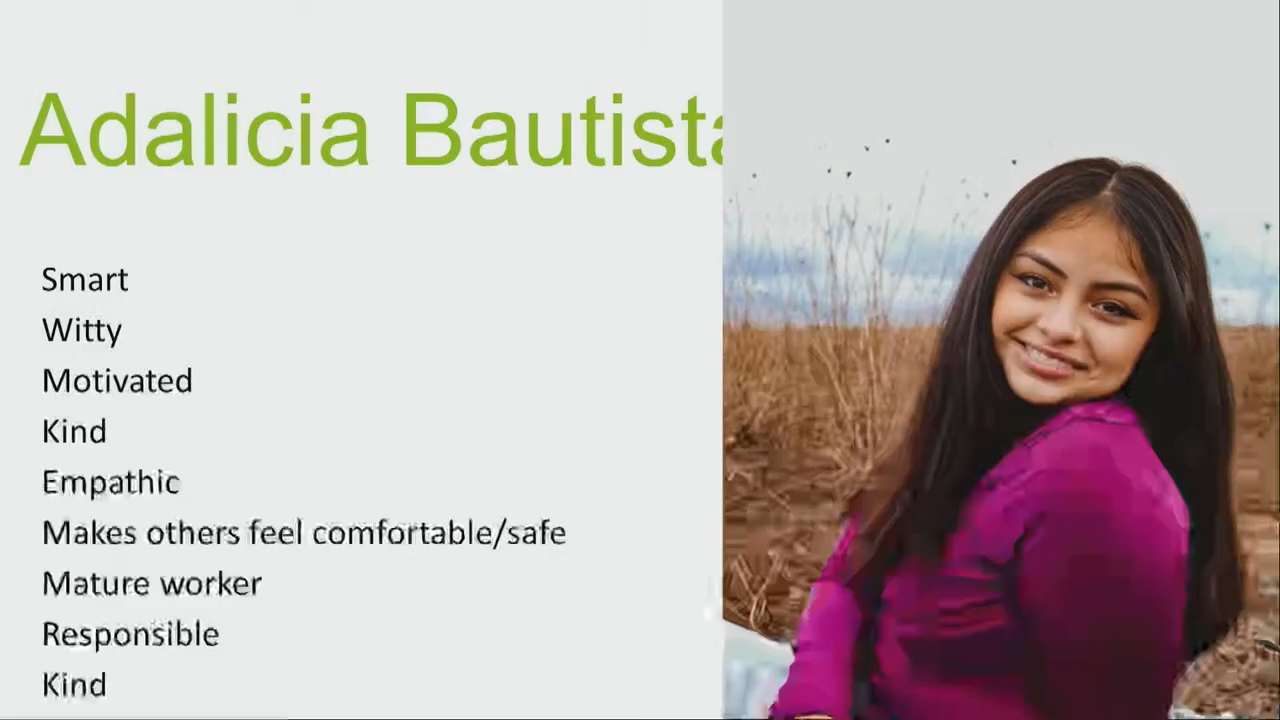 Adalicia Bautista
Smart
Witty
Motivated
Kind
Empathic
Makes others feel comfortable/safe
Mature worker
Responsible
Kind